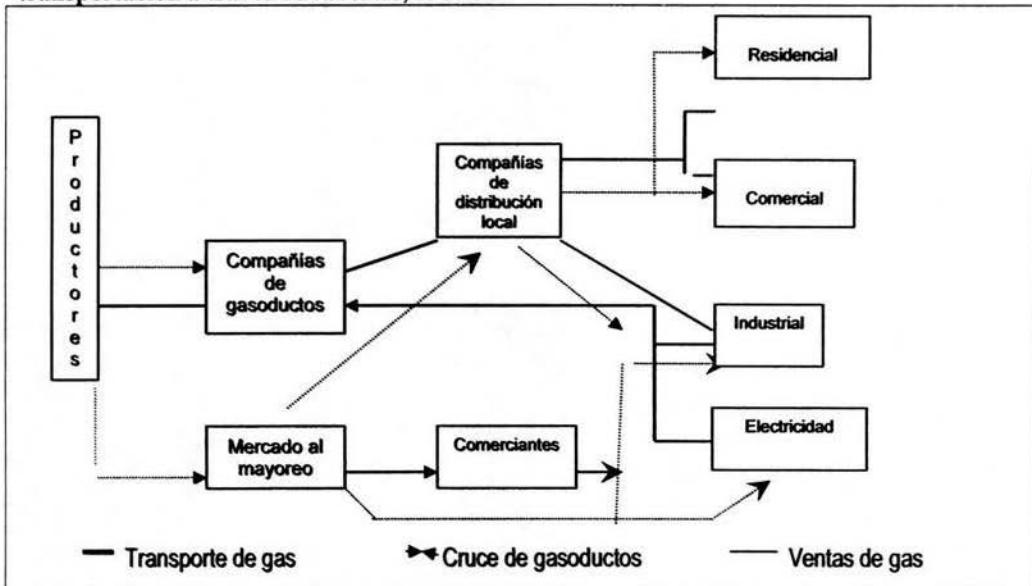 Residencial
Productores
Compañías
de
distribución
local
Comercial
Compañías
de
gasoductos
Industrial
Electricidad
Mercado al
mayoreo
Comerciantes
Transporte de gas
Cruce de gasoductos
Ventas de gas